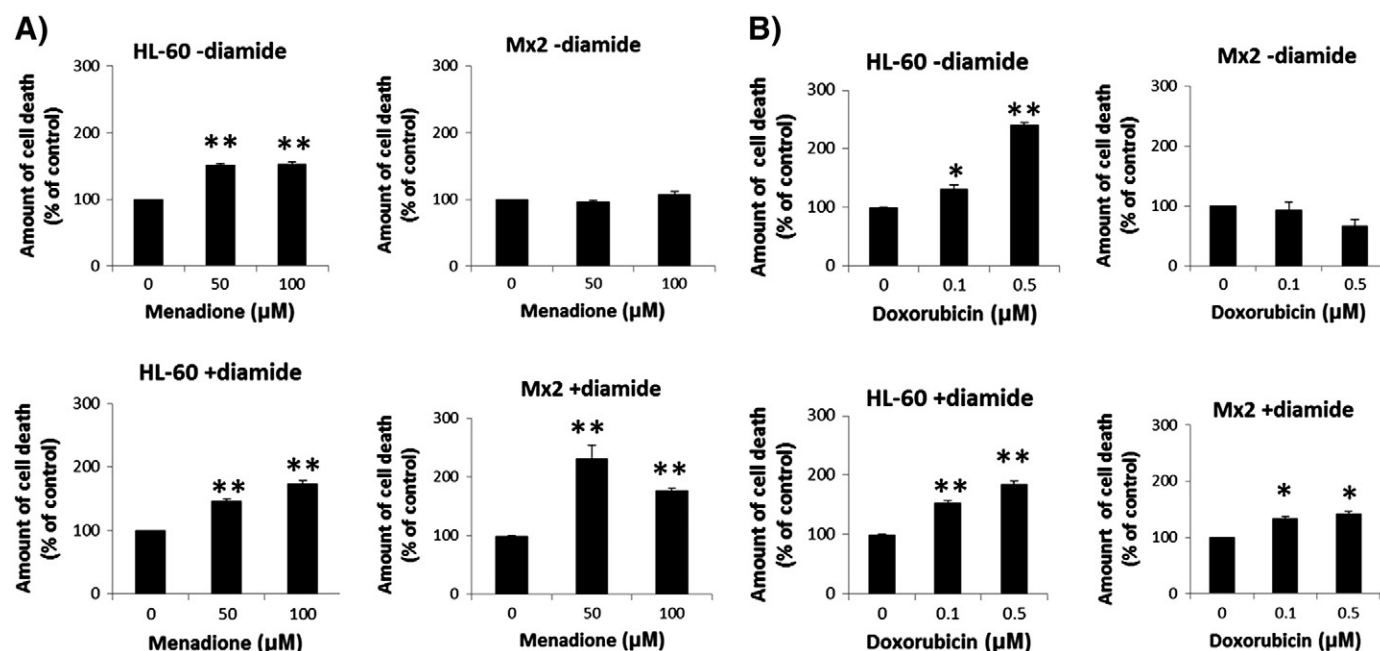 A)
HL-60 -diamide
Amount of cell death
(% of control)
300
200
100
0
**
**
0 50 100
Menadione (µM)
Mx2 -diamide
Amount of cell death
(% of control)
300
200
100
0
0 50 100
Menadione (µM)
B)
HL-60 -diamide
Amount of cell death
(% of control)
300
200
100
0
*
**
0 0.1 0.5
Doxorubicin (µM)
Mx2 -diamide
Amount of cell death
(% of control)
300
200
100
0
0 0.1 0.5
Doxorubicin (µM)
HL-60 +diamide
Amount of cell death
(% of control)
300
200
100
0
**
**
0 50 100
Menadione (µM)
Mx2 +diamide
Amount of cell death
(% of control)
300
200
100
0
**
**
0 50 100
Menadione (µM)
HL-60 +diamide
Amount of cell death
(% of control)
300
200
100
0
**
**
0 0.1 0.5
Doxorubicin (µM)
Mx2 +diamide
Amounrt of cell death
(% of control)
300
200
100
0
*
*
0 0.1 0.5
Doxorubicin (µM)